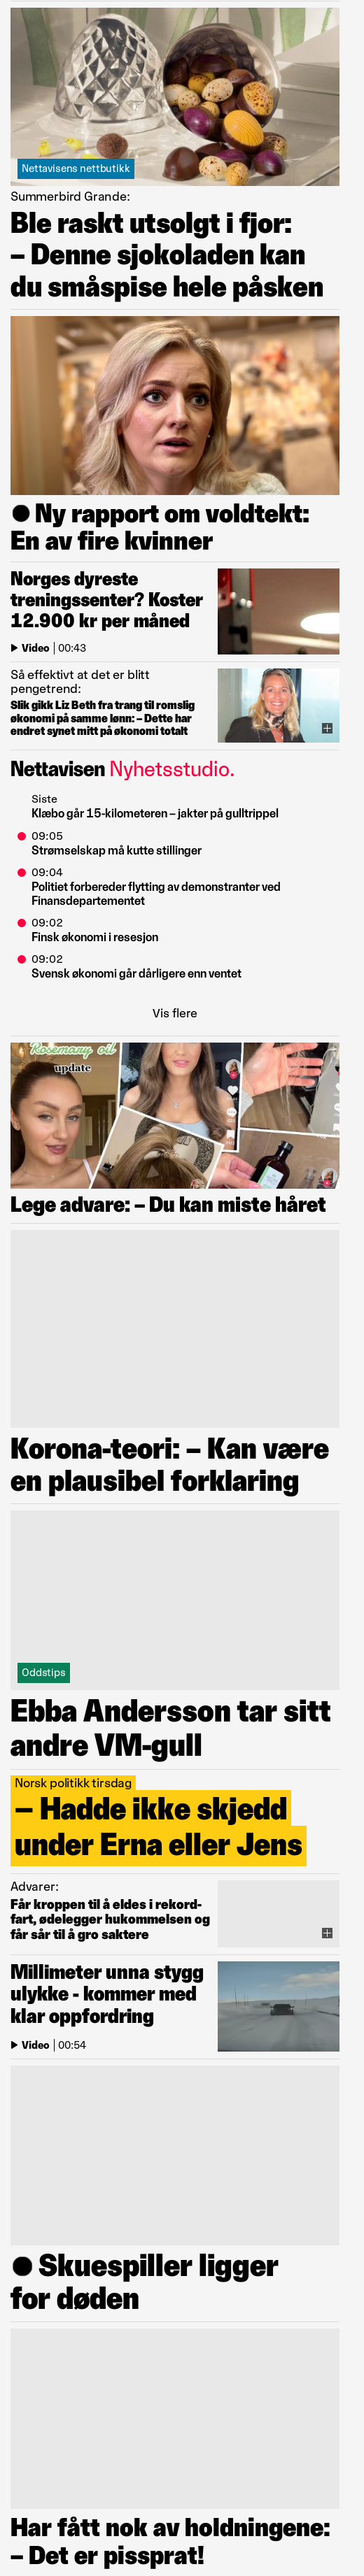 Nettavisens nettbutikk
Summerbird Grande:
Ble raskt utsolgt i fjor:
– Denne sjokoladen kan
du småspise hele påsken
Ny rapport om voldtekt:
En av fire kvinner
Norges dyreste
treningssenter? Koster
12.900 kr per måned
Video | 00:43
Så effektivt at det er blitt
pengetrend:
Slik gikk Liz Beth fra trang til romslig
økonomi på samme lønn: – Dette har
endret synet mitt på økonomi totalt
Nettavisen Nyhetsstudio.
Siste
Klæbo går 15-kilometeren – jakter på gulltrippel
09:05
Strømselskap må kutte stillinger
09:04
Politiet forbereder flytting av demonstranter ved
Finansdepartementet
09:02
Finsk økonomi i resesjon
09:02
Svensk økonomi går dårligere enn ventet
Vis flere
Rosemary oil
update
Lege advare: – Du kan miste håret
Korona-teori: – Kan være
en plausibel forklaring
Oddstips
Ebba Andersson tar sitt
andre VM-gull
Norsk politikk tirsdag
– Hadde ikke skjedd
under Erna eller Jens
Advarer:
Får kroppen til å eldes i rekord-
fart, ødelegger hukommelsen og
får sår til å gro saktere
Millimeter unna stygg
ulykke - kommer med
klar oppfordring
Video | 00:54
Skuespiller ligger
for døden
Har fått nok av holdningene:
– Det er pissprat!